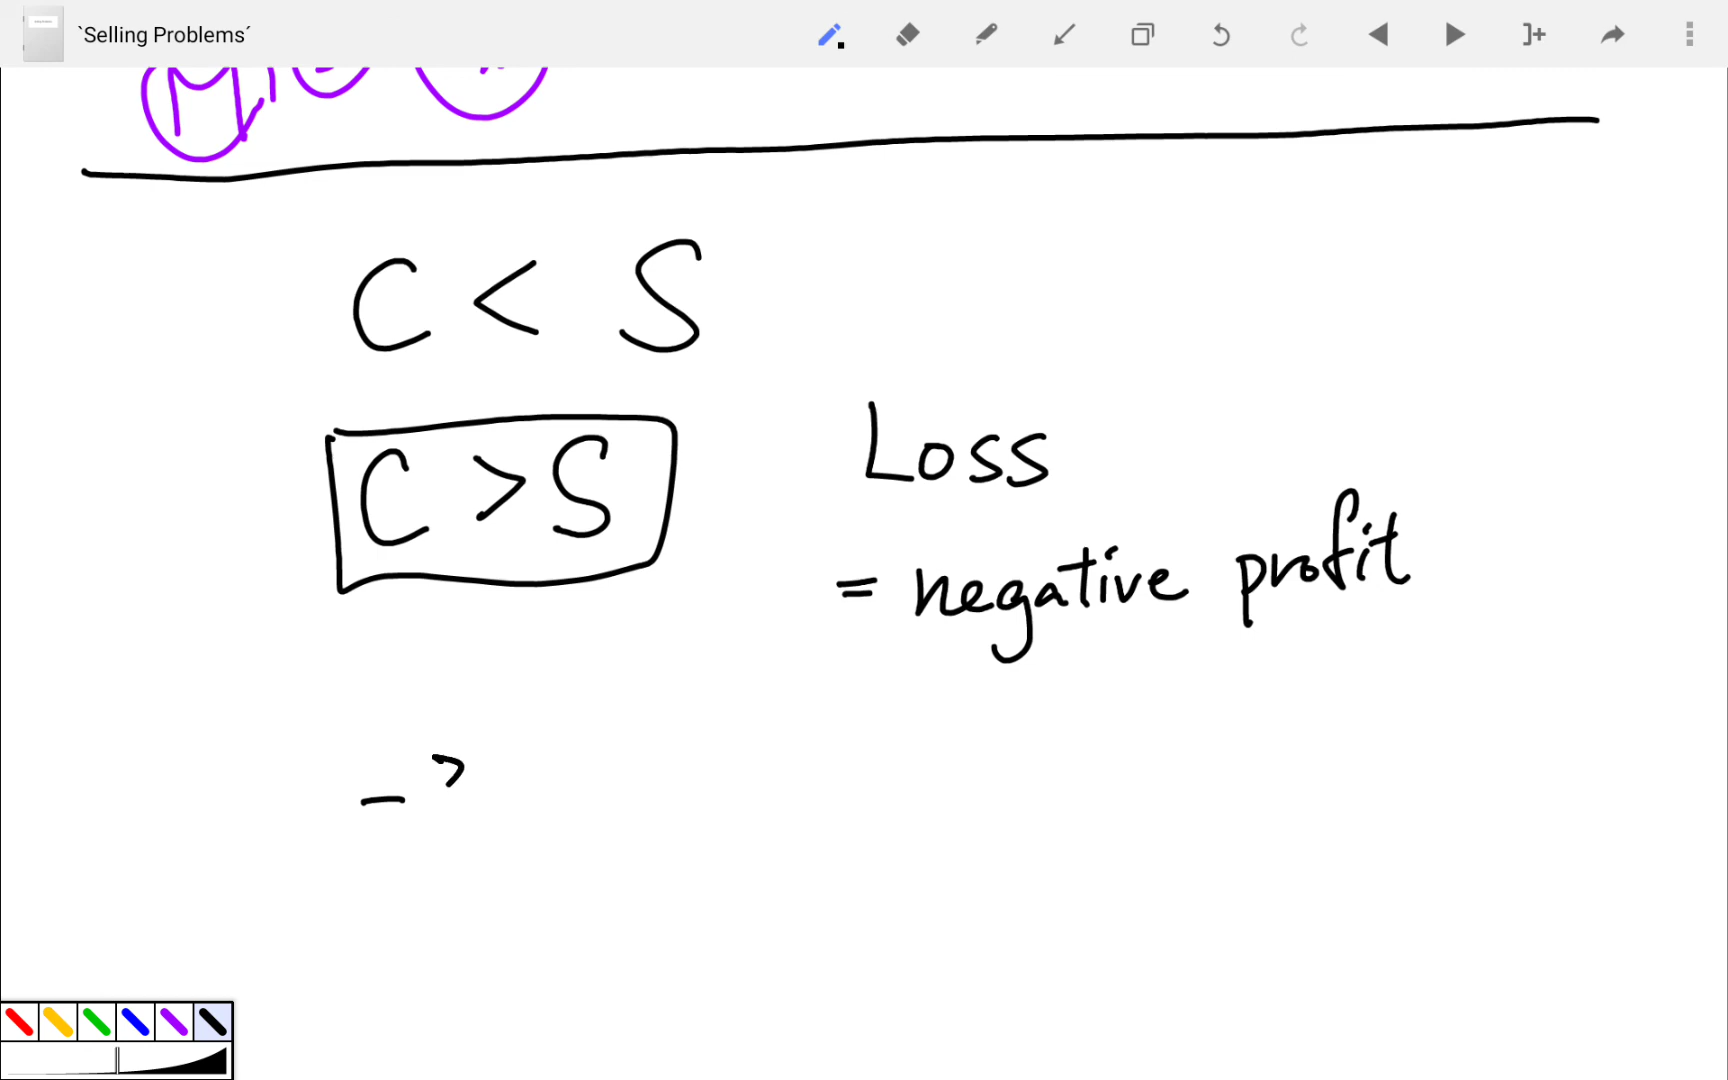 `Selling Problems´
C < S
C > S
Loss
= negative profit